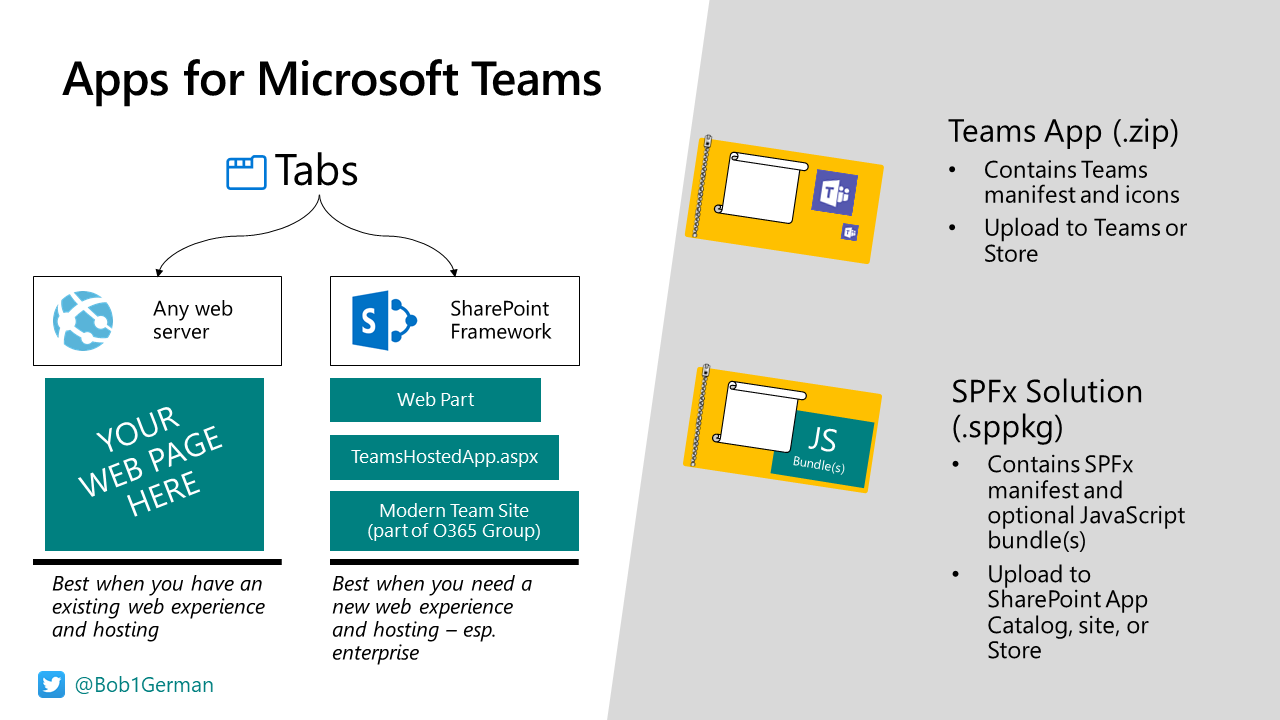 Apps for Microsoft Teams
Tabs
Any web
server
SharePoint
Framework
S
YOUR
WEB PAGE
HERE
Web Part
TeamsHostedApp.aspx
Modern Team Site
(part of O365 Group)
Best when you have an
existing web experience
and hosting
Best when you need a
new web experience
and hosting – esp.
enterprise
@Bob1German
T
T
Teams App (.zip)
• Contains Teams
manifest and icons
• Upload to Teams or
Store
JS
Bundle(s)
SPFx Solution
(.sppkg)
• Contains SPFx
manifest and
optional JavaScript
bundle(s)
• Upload to
SharePoint App
Catalog, site, or
Store